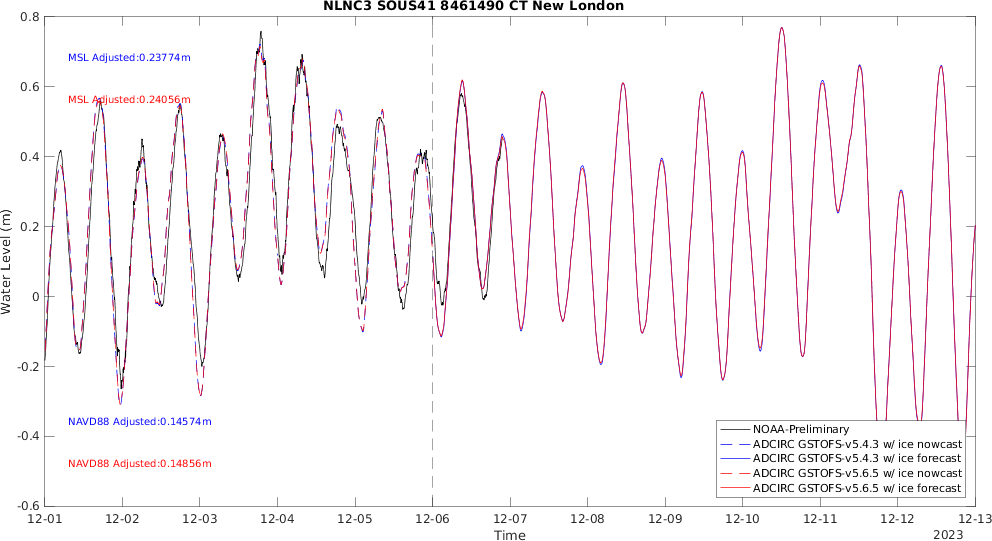 NLNC3 SOUS41 8461490 CT New London
0.8
0.6
0.4
0.2
0
-0.2
-0.4
-0.6
Water Level (m)
MSL Adjusted:0.23774m
MSL Adjusted:0.24056m
NAVD88 Adjusted:0.14574m
NAVD88 Adjusted:0.14856m
NOAA-Preliminary
ADCIRC GSTOFS-v5.4.3 w/ ice nowcast
ADCIRC GSTOFS-v5.4.3 w/ ice forecast
ADCIRC GSTOFS-v5.6.5 w/ ice nowcast
ADCIRC GSTOFS-v5.6.5 w/ ice forecast
12-01 12-02 12-03 12-04 12-05 12-06 12-07 12-08 12-09 12-10 12-11 12-12 12-13
Time
2023